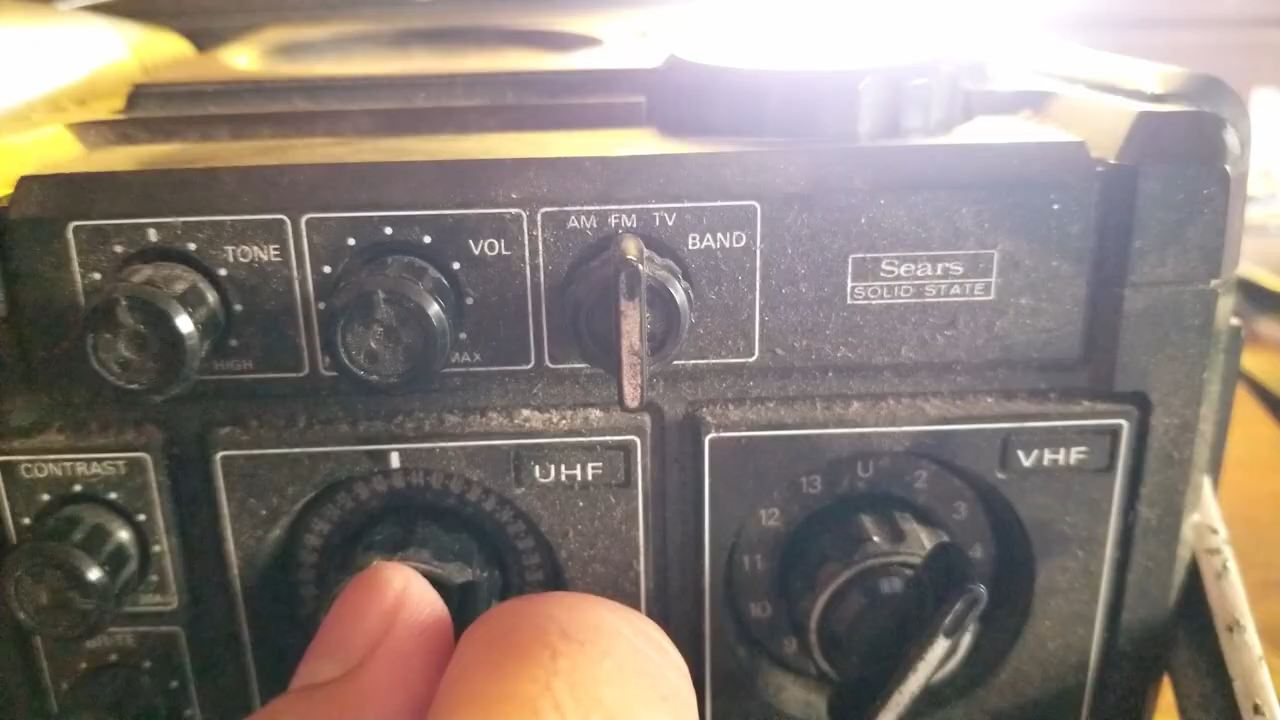 AM FM TV
TONE
VOL
BAND
Sears
SOLID STATE
HIGH
MAX
CONTRAST
UHF
VHF
13 U 2
12 3
11 4
10
9